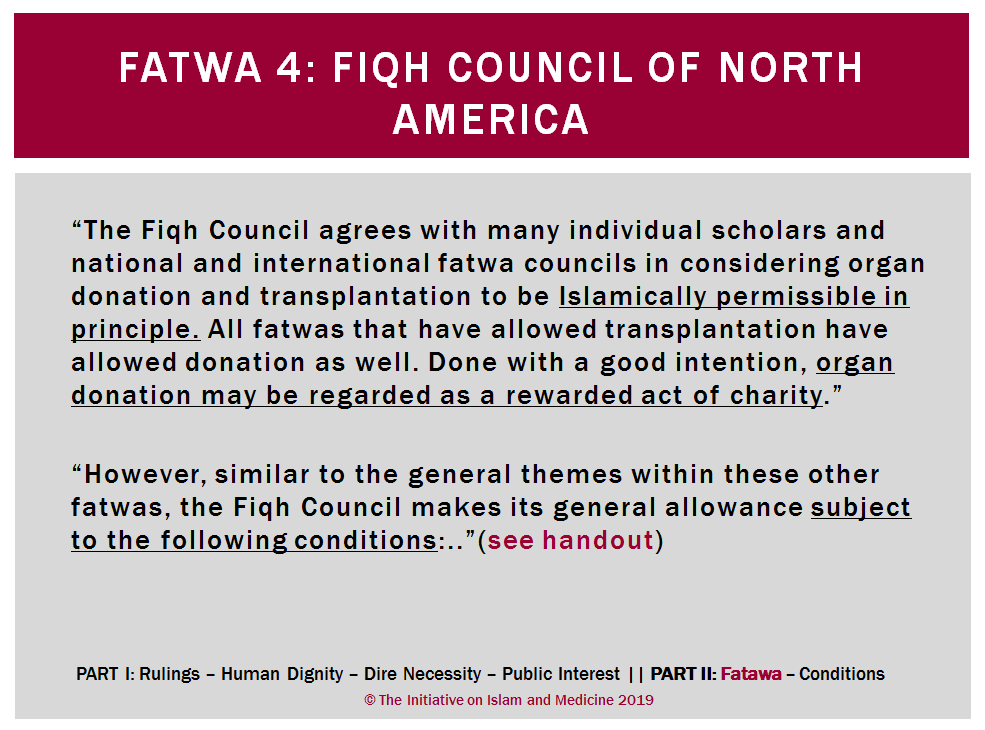 FATWA 4: FIQH COUNCIL OF NORTH
AMERICA
“The Fiqh Council agrees with many individual scholars and
national and international fatwa councils in considering organ
donation and transplantation to be Islamically permissible in
principle. All fatwas that have allowed transplantation have
allowed donation as well. Done with a good intention, organ
donation may be regarded as a rewarded act of charity.”
“However, similar to the general themes within these other
fatwas, the Fiqh Council makes its general allowance subject
to the following conditions:..”(see handout)
PART I: Rulings – Human Dignity – Dire Necessity – Public Interest || PART II: Fatawa – Conditions
© The Initiative on Islam and Medicine 2019